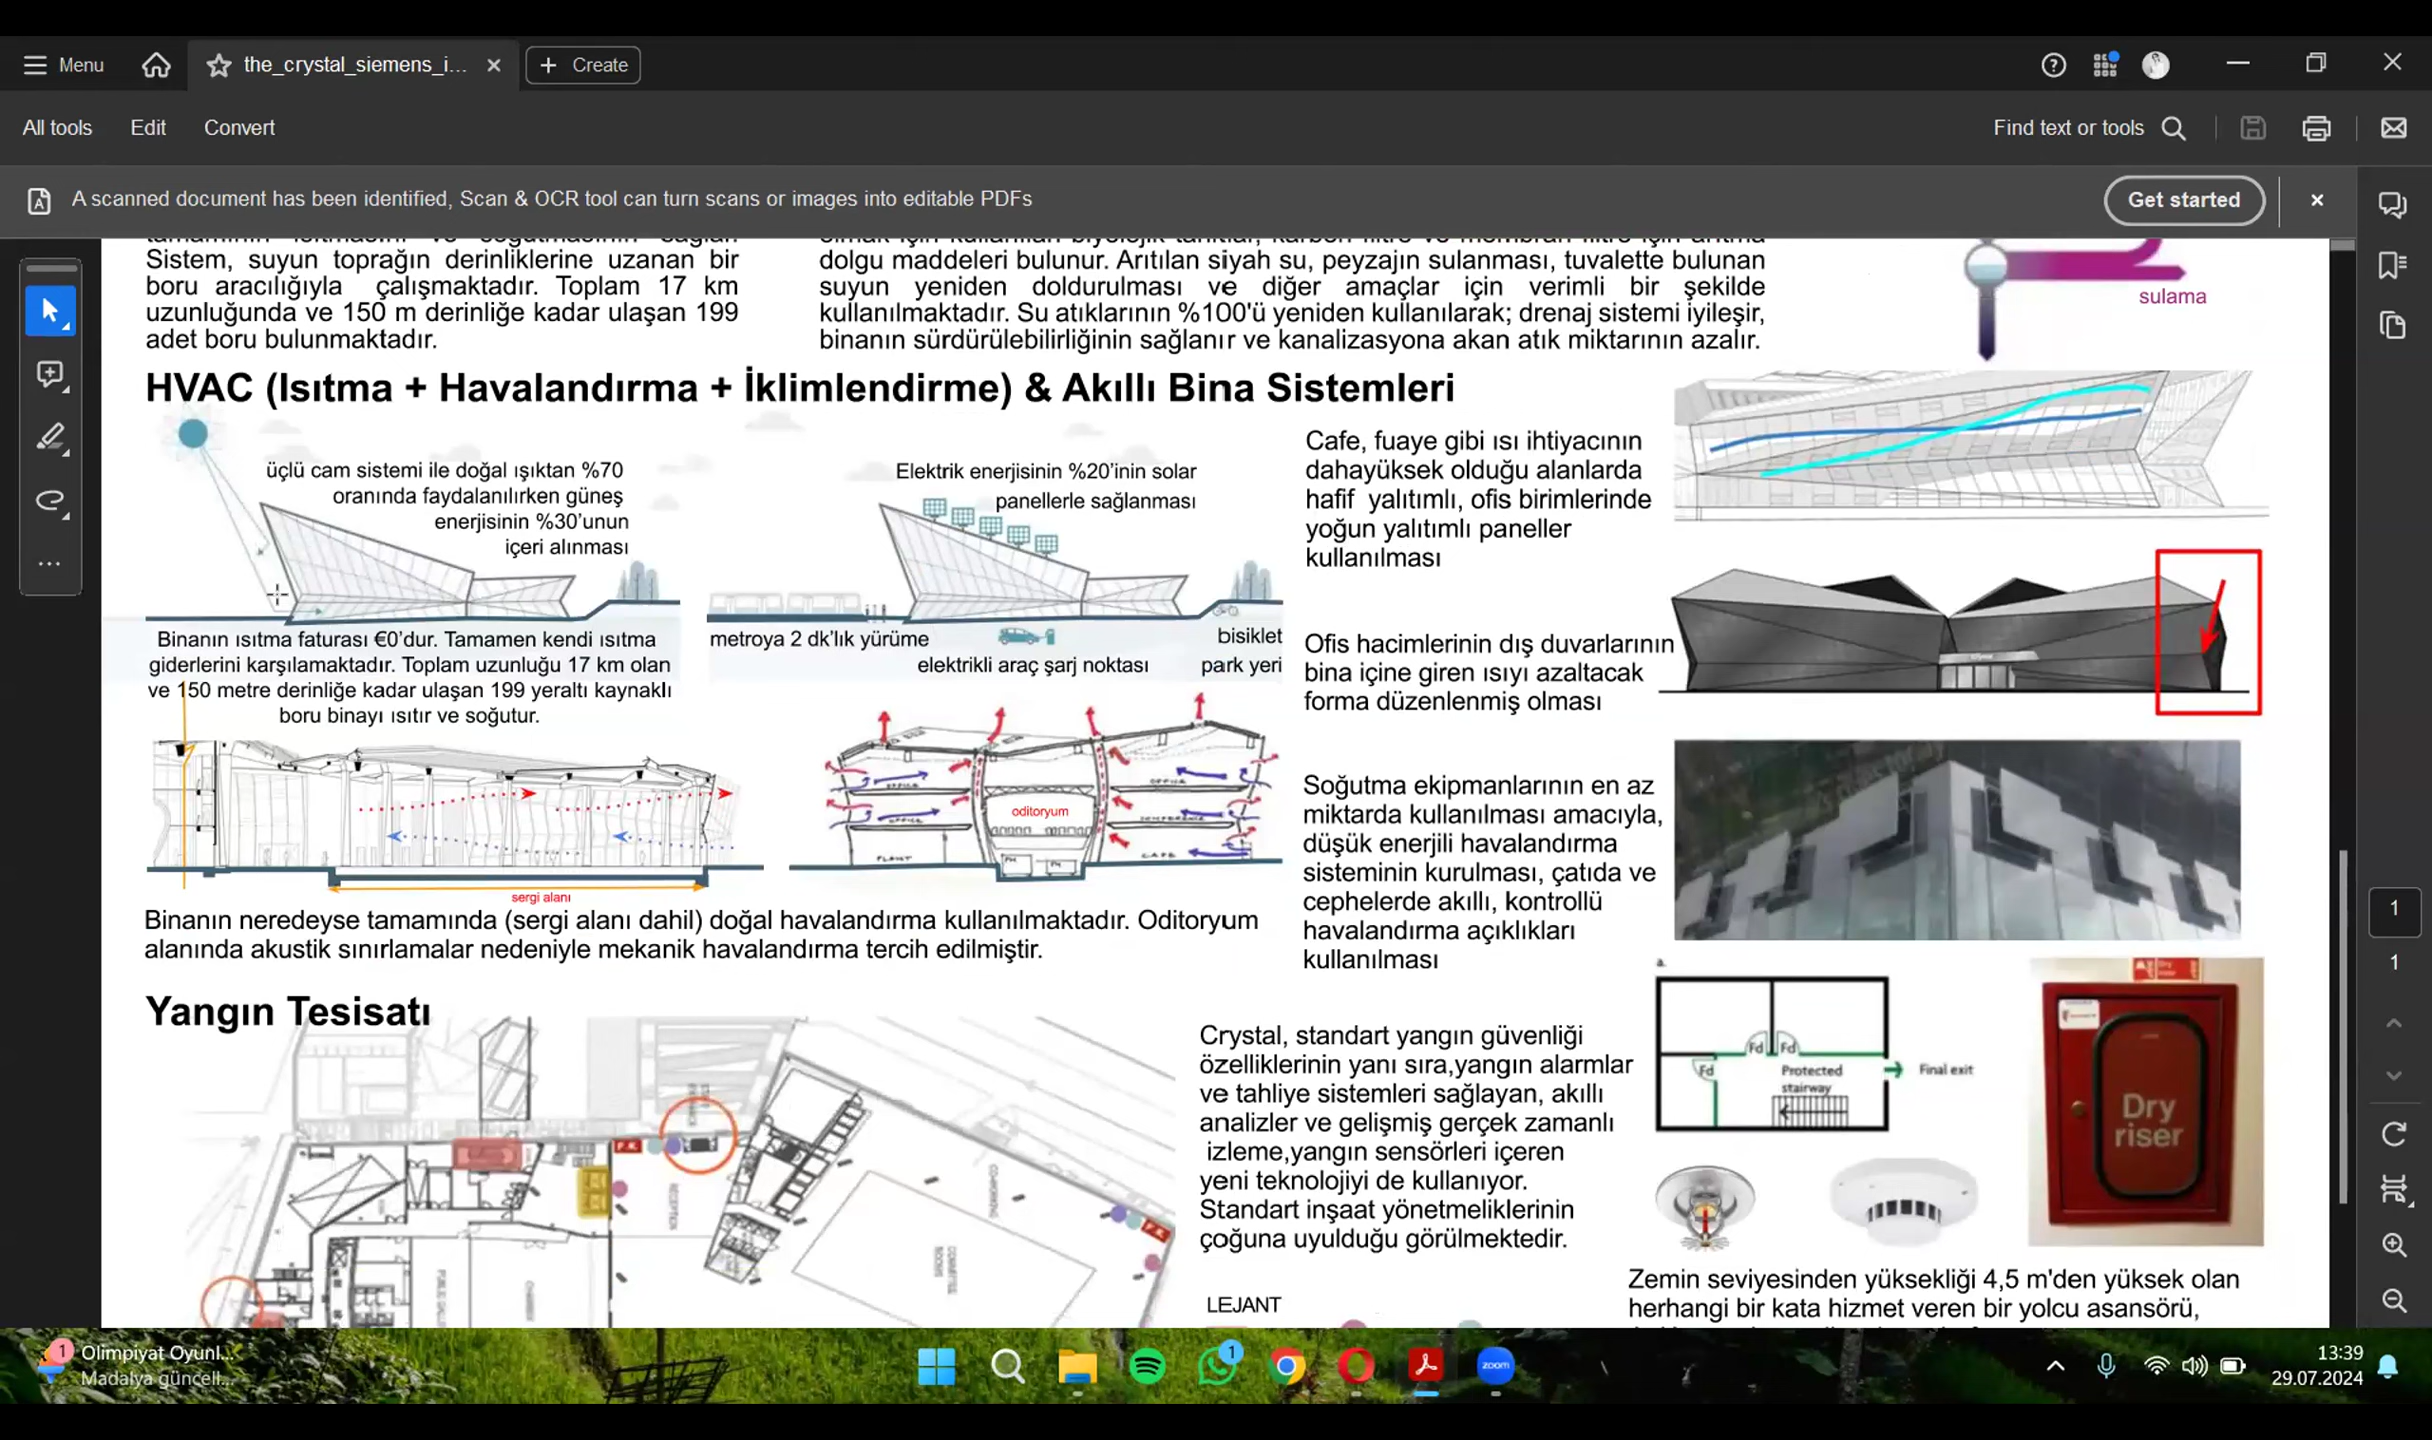 Menu
the_crystal_siemens_i...
Create
All tools
Edit
Convert
Find text or tools
A scanned document has been identified, Scan & OCR tool can turn scans or images into editable PDFs
Get started
Sistem, suyun toprağın derinliklerine uzanan bir
boru aracılığıyla çalışmaktadır. Toplam 17 km
uzunluğunda ve 150 m derinliğe kadar ulaşan 199
adet boru bulunmaktadır.
dolgu maddeleri bulunur. Arıtılan siyah su, peyzajın sulanması, tuvalette bulunan
suyun yeniden doldurulması ve diğer amaçlar için verimli bir şekilde
kullanılmaktadır. Su atıklarının %100'ü yeniden kullanılarak; drenaj sistemi iyileşir,
binanın sürdürülebilirliğinin sağlanır ve kanalizasyona akan atık miktarının azalır.
sulama
HVAC (Isıtma + Havalandırma + İklimlendirme) & Akıllı Bina Sistemleri
üçlü cam sistemi ile doğal ışıktan %70
oranında faydalanılırken güneş
enerjisinin %30'unun
içeri alınması
Binanın ısıtma faturası €0'dur. Tamamen kendi ısıtma
giderlerini karşılamaktadır. Toplam uzunluğu 17 km olan
ve 150 metre derinliğe kadar ulaşan 199 yeraltı kaynaklı
boru binayı ısıtır ve soğutur.
Elektrik enerjisinin %20'inin solar
panellerle sağlanması
metroya 2 dk'lık yürüme
elektrikli araç şarj noktası
bisiklet
park yeri
Cafe, fuaye gibi ısı ihtiyacının
dahayüksek olduğu alanlarda
hafif yalıtımlı, ofis birimlerinde
yoğun yalıtımlı paneller
kullanılması
Ofis hacimlerinin dış duvarlarının
bina içine giren ısıyı azaltacak
forma düzenlenmiş olması
Soğutma ekipmanlarının en az
miktarda kullanılması amacıyla,
düşük enerjili havalandırma
sisteminin kurulması, çatıda ve
cephelerde akıllı, kontrollü
havalandırma açıklıkları
kullanılması
sergi alanı
OFFICE
OFFICE
PLANT
oditoryum
OFFICE
CAFE
Binanın neredeyse tamamında (sergi alanı dahil) doğal havalandırma kullanılmaktadır. Oditoryum
alanında akustik sınırlamalar nedeniyle mekanik havalandırma tercih edilmiştir.
Yangın Tesisatı
F.K.
RECEPTION
F.K.
Crystal, standart yangın güvenliği
özelliklerinin yanı sıra,yangın alarmlar
ve tahliye sistemleri sağlayan, akıllı
analizler ve gelişmiş gerçek zamanlı
izleme,yangın sensörleri içeren
yeni teknolojiyi de kullanıyor.
Standart inşaat yönetmeliklerinin
çoğuna uyulduğu görülmektedir.
LEJANT
a.
Fd
Fd
Fd
Protected
stairway
Final exit
Dry
riser
Zemin seviyesinden yüksekliği 4,5 m'den yüksek olan
herhangi bir kata hizmet veren bir yolcu asansörü,
1
1
1
Olimpiyat Oyunl...
Madalya güncell...
1
zoom
13:39
29.07.2024